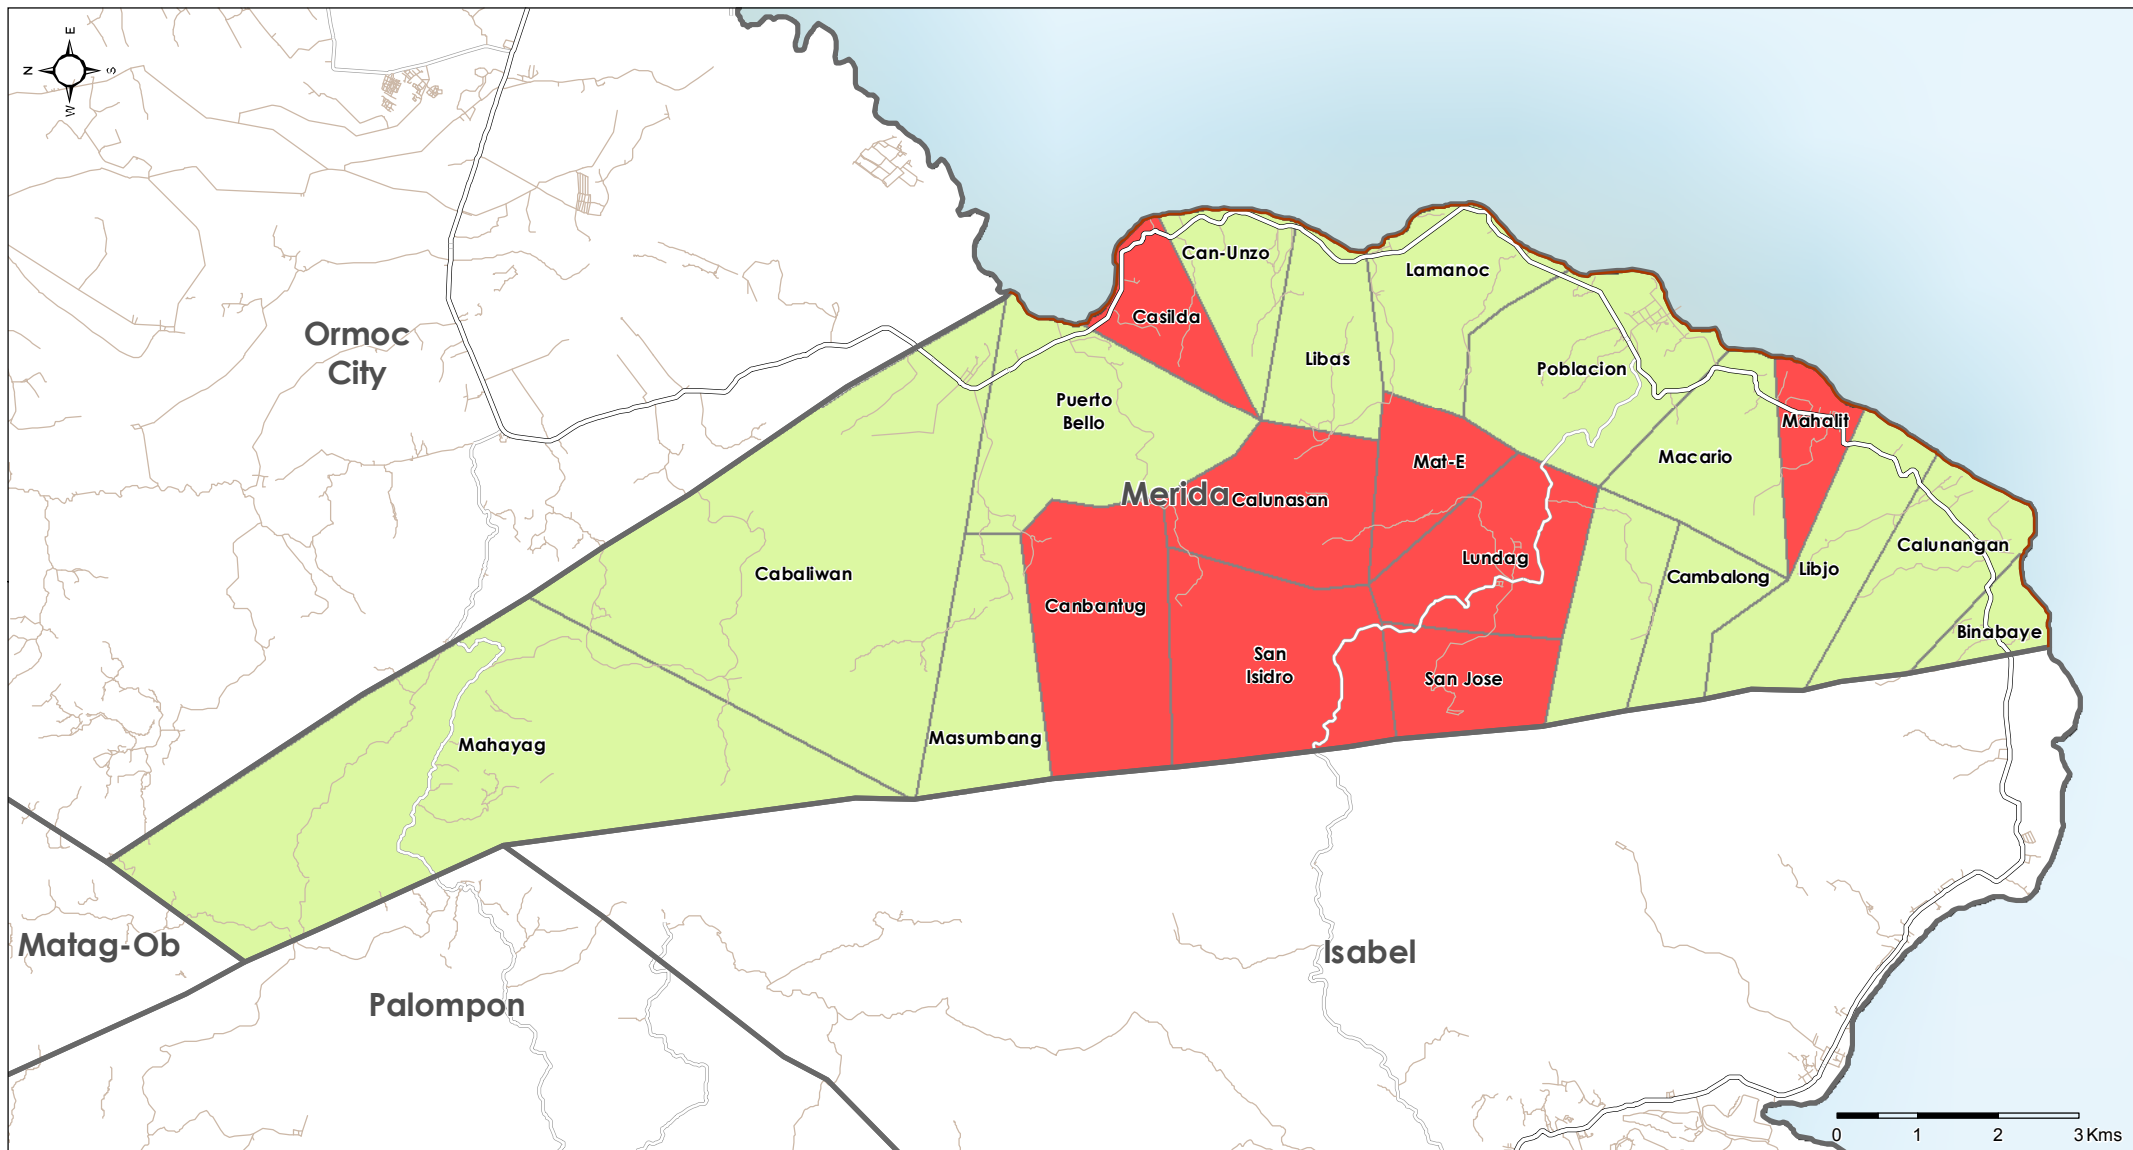 E
N
S
W
Can-Unzo
Lamanoc
Casilda
Ormoc
City
Libas
Poblacion
Puerto
Bello
Mahalit
Macario
Mat-E
Merida
Calunasan
Calunangan
Lundag
Cabaliwan
Cambalong
Libjo
Canbantug
Binabaye
San
Isidro
San Jose
Masumbang
Mahayag
Matag-Ob
Isabel
Palompon
0 1 2 3 Kms